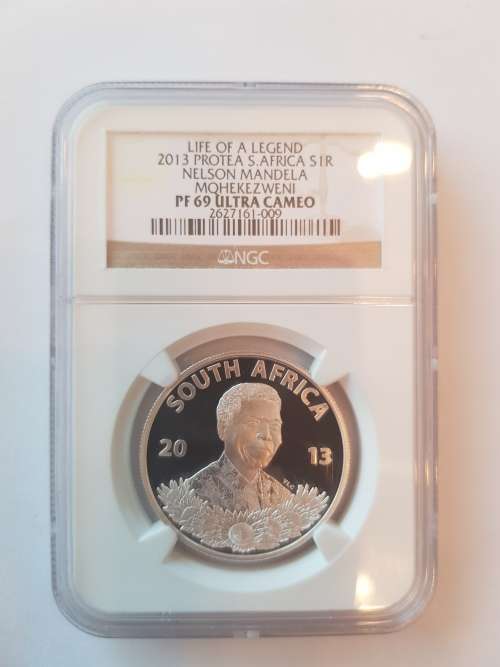 LIFE OF A LEGEND
2013 PROTEA S.AFRICA S1R
NELSON MANDELA
MQHEKEZWENI
PF 69 ULTRA CAMEO
2627161-009
NGC
SOUTH AFRICA
20 13
TLC